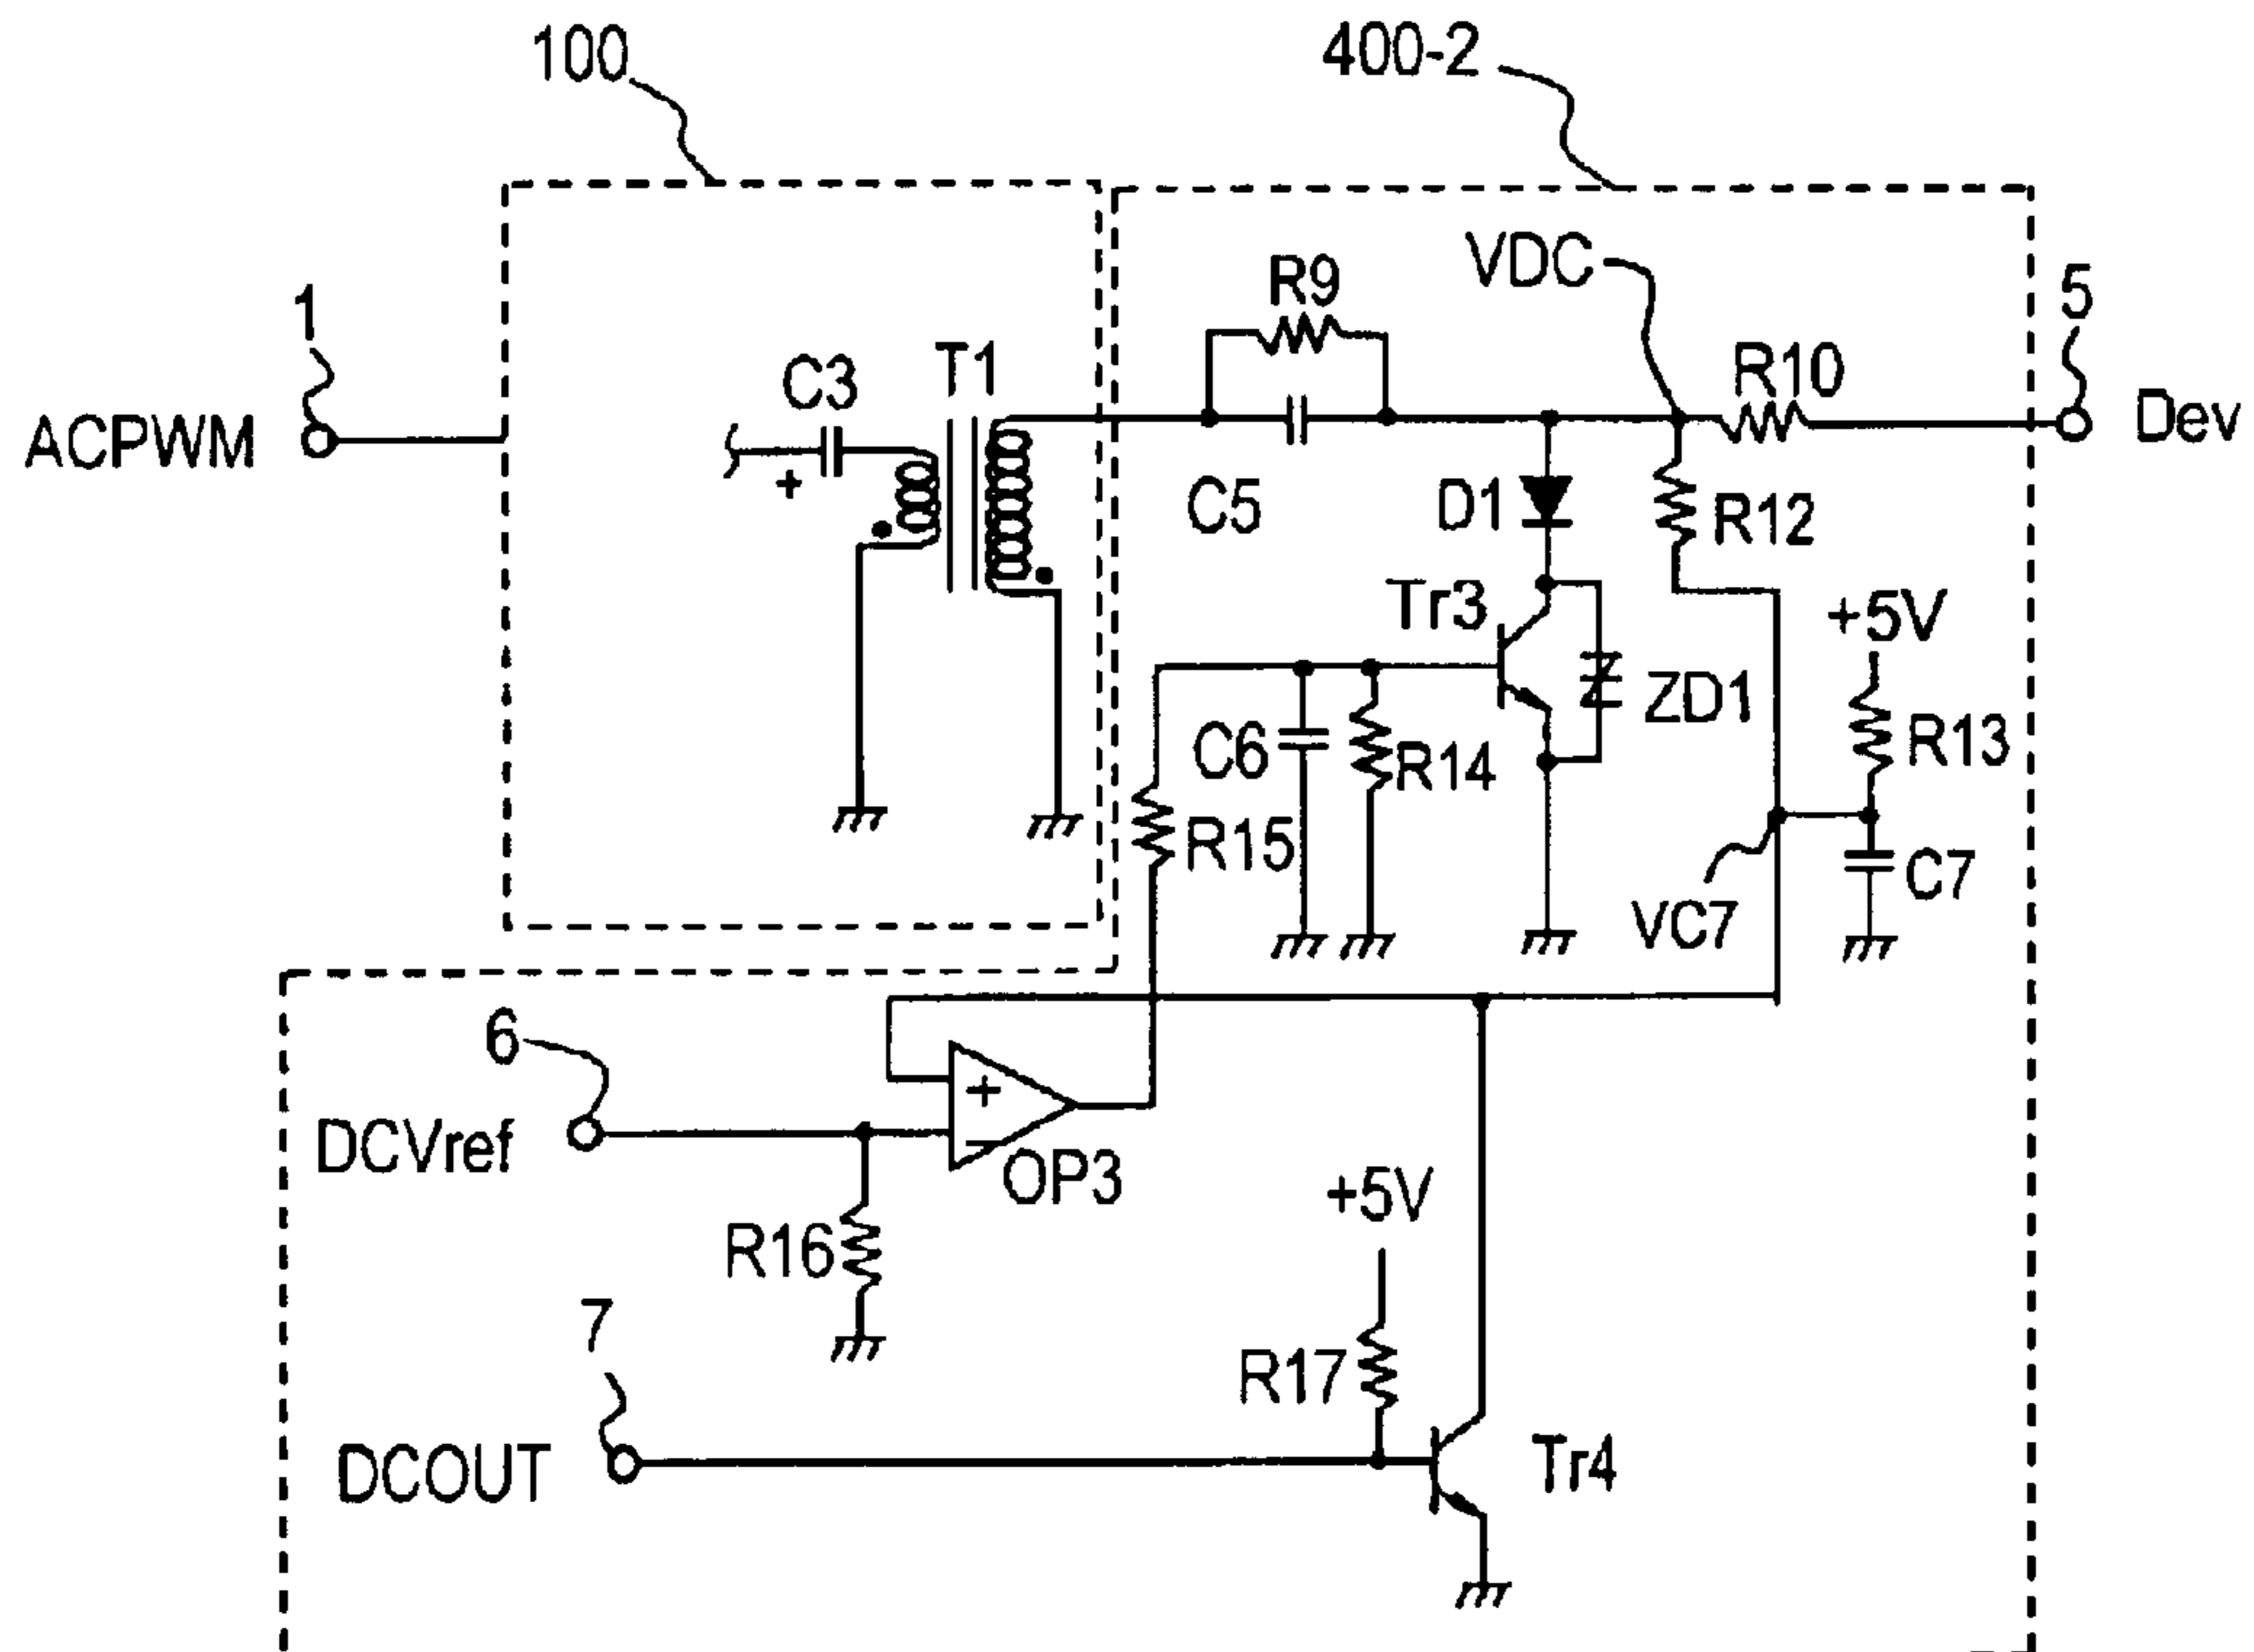 100
400-2
VDC
R9
5
1
T1
R10
C3
ACPWM
Dev
+
C5
D1
R12
Tr3
+5V
ZD1
R13
C6
R14
R15
C7
VC7
6
+
DCVref
−
OP3
+5V
R16
7
R17
DCOUT
Tr4